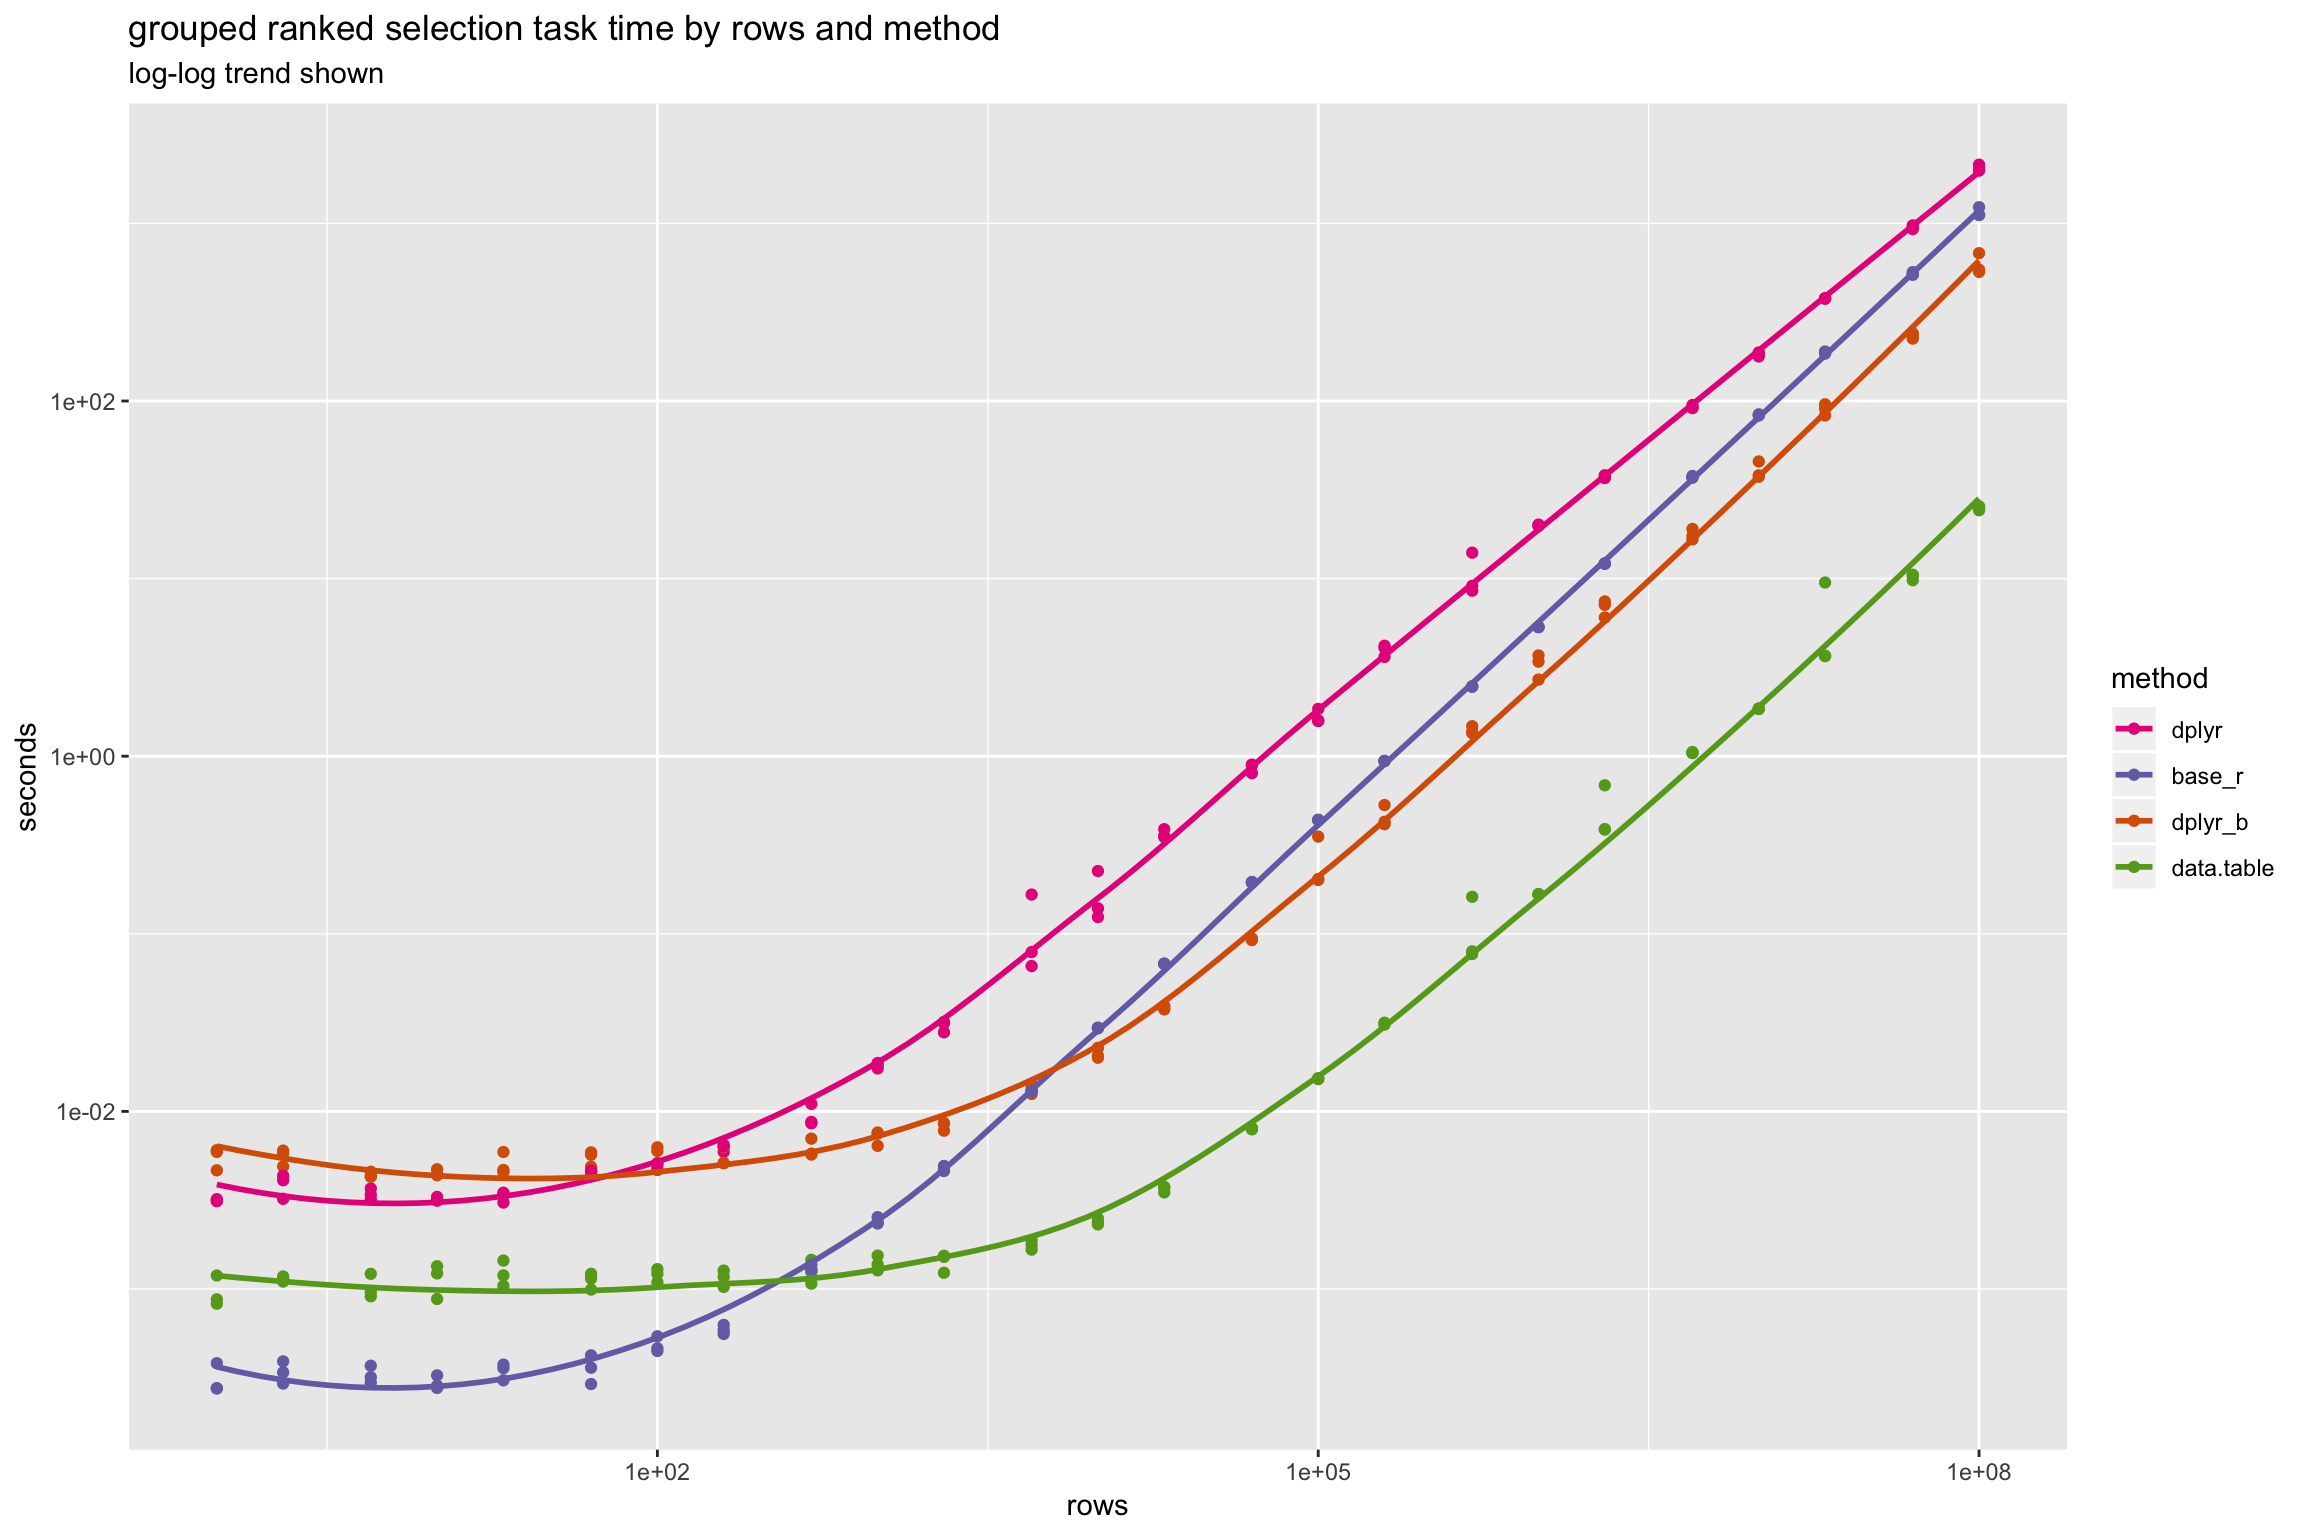 grouped ranked selection task time by rows and method
log-log trend shown
seconds
1e+02
1e+00
1e-02
1e+02
1e+05
1e+08
rows
method
dplyr
base_r
dplyr_b
data.table